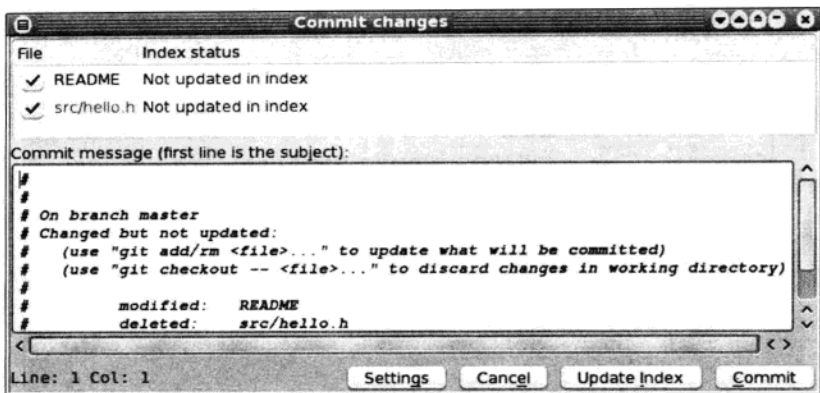 Commit changes
File Index status
README Not updated in index
src/hello.h Not updated in index
Commit message (first line is the subject):
#
#
# On branch master
# Changed but not updated:
#   (use "git add/rm <file>..." to update what will be committed)
#   (use "git checkout -- <file>..." to discard changes in working directory)
#
#       modified:   README
#       deleted:    src/hello.h
Line: 1 Col: 1 Settings Cancel Update Index Commit